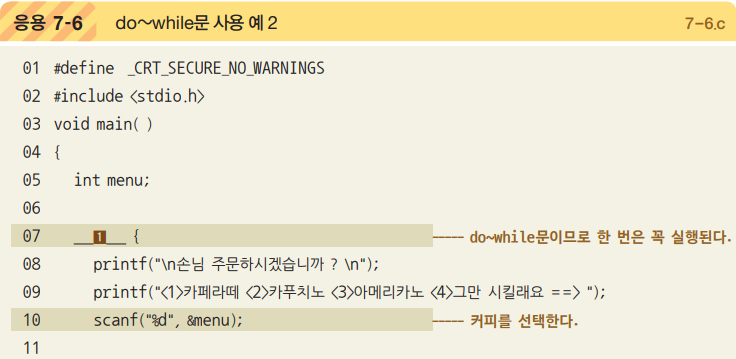 응용 7-6 do~while문 사용 예 2 7-6.c
01 #define _CRT_SECURE_NO_WARNINGS
02 #include <stdio.h>
03 void main( )
04 {
05 int menu;
06
07 __1__ { ----- do~while문이므로 한 번은 꼭 실행된다.
08 printf("\n손님 주문하시겠습니까 ? \n");
09 printf("<1>카페라떼 <2>카푸치노 <3>아메리카노 <4>그만 시킬래요 ==> ");
10 scanf("%d", &menu); ----- 커피를 선택한다.
11